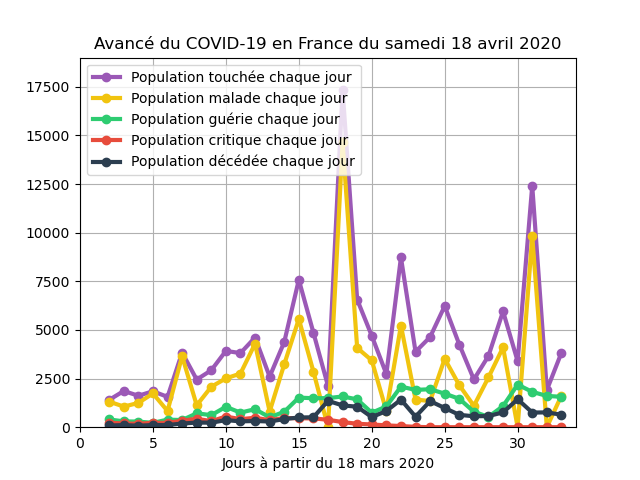 Avancé du COVID-19 en France du samedi 18 avril 2020
17500
15000
12500
10000
7500
5000
2500
0
Population touchée chaque jour
Population malade chaque jour
Population guérie chaque jour
Population critique chaque jour
Population décédée chaque jour
0 5 10 15 20 25 30
Jours à partir du 18 mars 2020